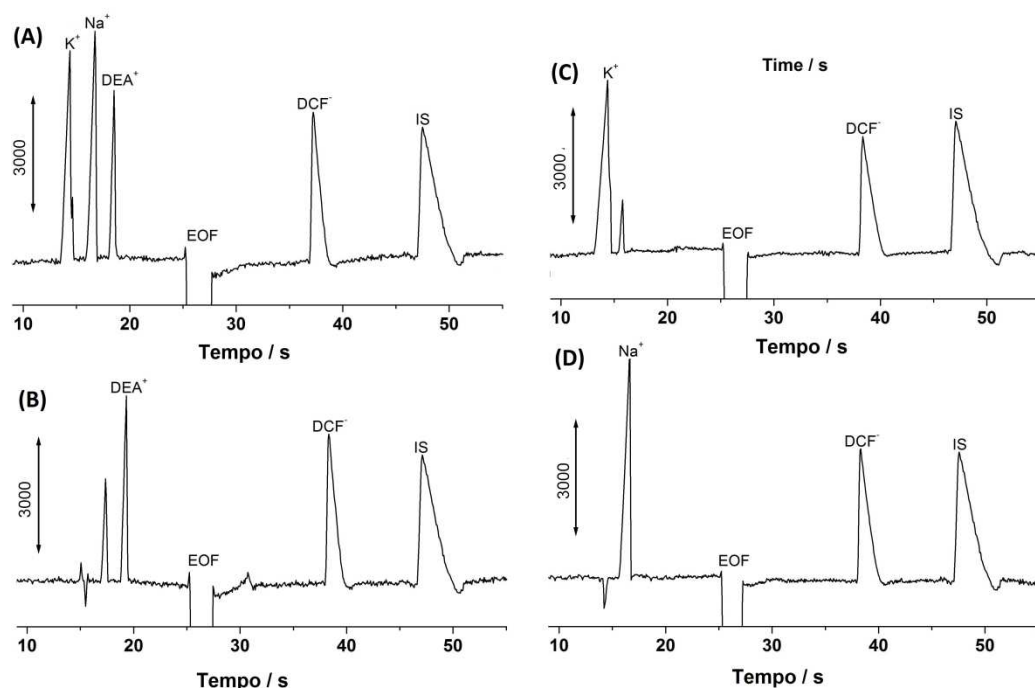 (A)
K⁺
Na⁺
DEA⁺
DCF⁻
IS
EOF
3000
10 20 30 40 50
Tempo / s
(B)
DEA⁺
DCF⁻
IS
EOF
3000
10 20 30 40 50
Tempo / s
(C)
Time / s
K⁺
DCF⁻
IS
EOF
3000
10 20 30 40 50
Tempo / s
(D)
Na⁺
DCF⁻
IS
EOF
3000
10 20 30 40 50
Tempo / s